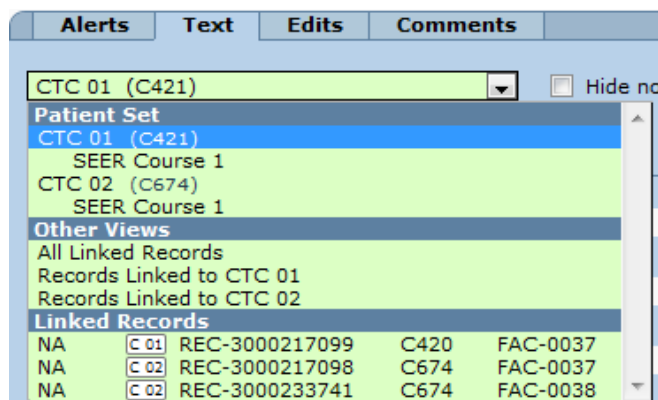 Alerts Text Edits Comments
CTC 01 (C421) Hide
Patient Set
CTC 01 (C421)
SEER Course 1
CTC 02 (C674)
SEER Course 1
Other Views
All Linked Records
Records Linked to CTC 01
Records Linked to CTC 02
Linked Records
NA C 01 REC-3000217099 C420 FAC-0037
NA C 02 REC-3000217098 C674 FAC-0037
NA C 02 REC-3000233741 C674 FAC-0038